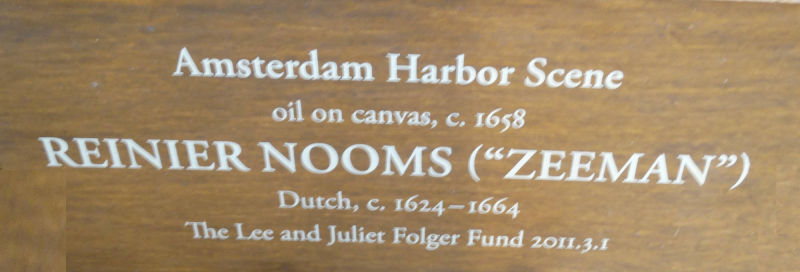 Amsterdam Harbor Scene
oil on canvas, c. 1658
REINIER NOOMS (“ZEEMAN”)
Dutch, c. 1624–1664
The Lee and Juliet Folger Fund 2011.3.1